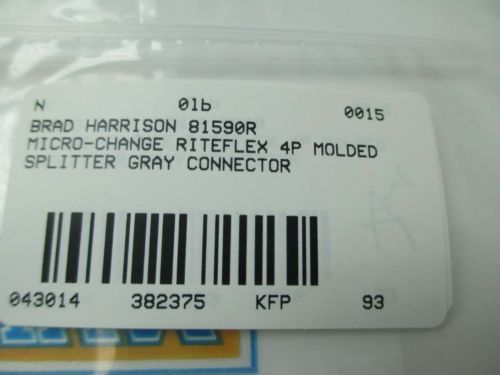 N 01b 0015
BRAD HARRISON 81590R
MICRO-CHANGE RITEFLEX 4P MOLDED
SPLITTER GRAY CONNECTOR
043014 382375 KFP 93